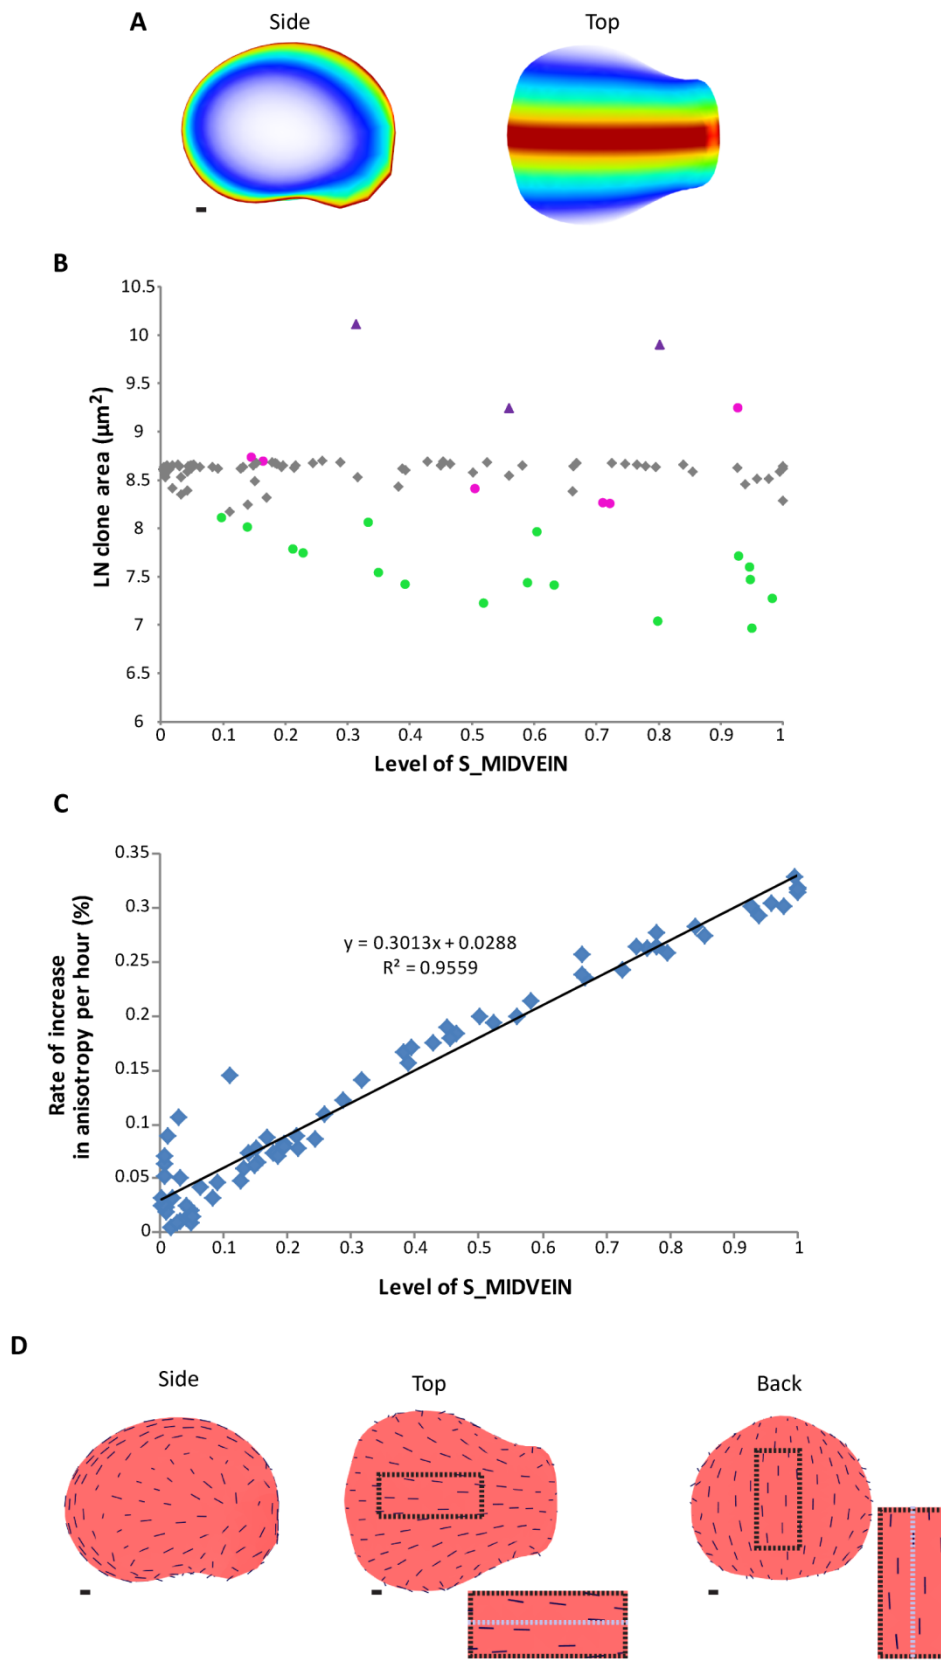 A
Side
Top
B
10.5
10
9.5
9
8.5
8
7.5
7
6.5
6
LN clone area (µm²)
0 0.1 0.2 0.3 0.4 0.5 0.6 0.7 0.8 0.9 1
Level of S_MIDVEIN
C
0.35
0.3
0.25
0.2
0.15
0.1
0.05
0
Rate of increase
in anisotropy per hour (%)
y = 0.3013x + 0.0288
R² = 0.9559
0 0.1 0.2 0.3 0.4 0.5 0.6 0.7 0.8 0.9 1
Level of S_MIDVEIN
D
Side
Top
Back